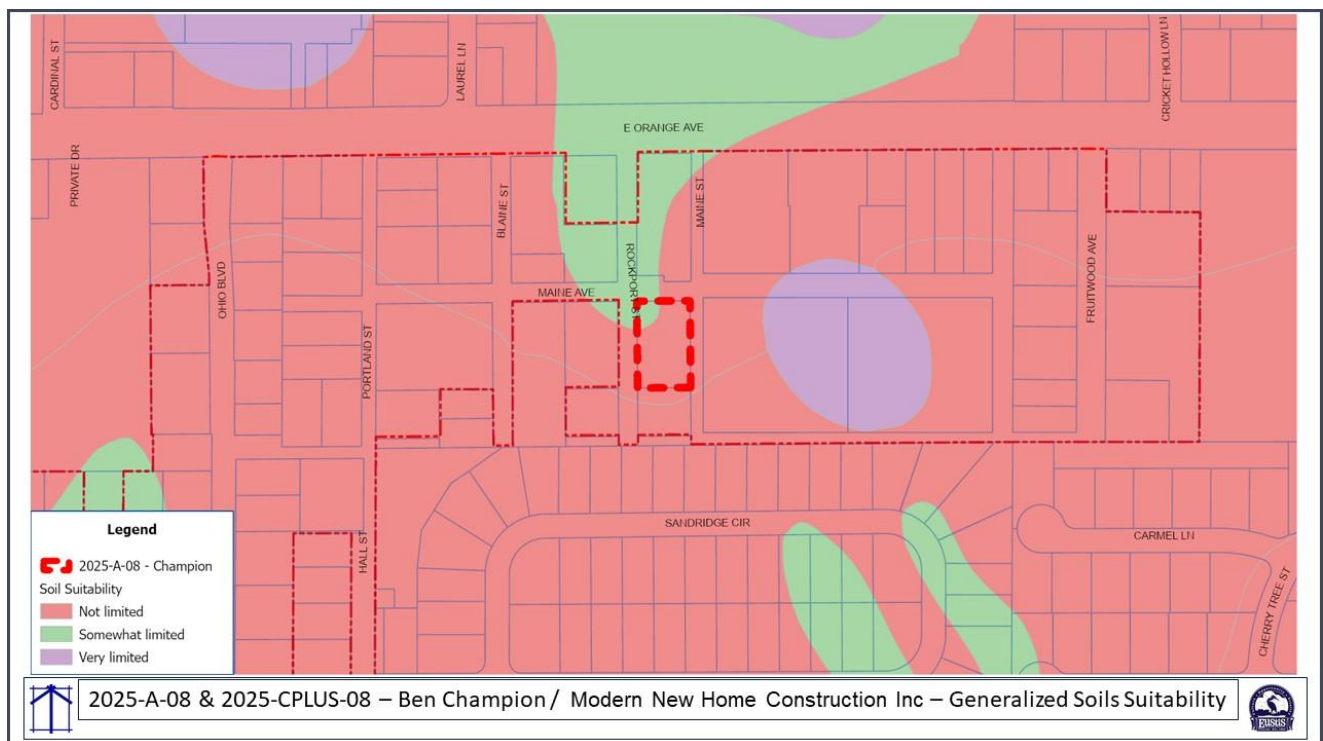 CARDINAL ST
LAUREL LN
CRICKET HOLLOW LN
E ORANGE AVE
PRIVATE DR
BLAINE ST
MAINE ST
OHIO BLVD
ROCKPORT ST
FRUITWOOD AVE
MAINE AVE
PORTLAND ST
SANDRIDGE CIR
CARMEL LN
HALL ST
CHERRY TREE ST
Legend
2025-A-08 - Champion
Soil Suitability
Not limited
Somewhat limited
Very limited
2025-A-08 & 2025-CPLUS-08 – Ben Champion / Modern New Home Construction Inc – Generalized Soils Suitability
EUSTIS